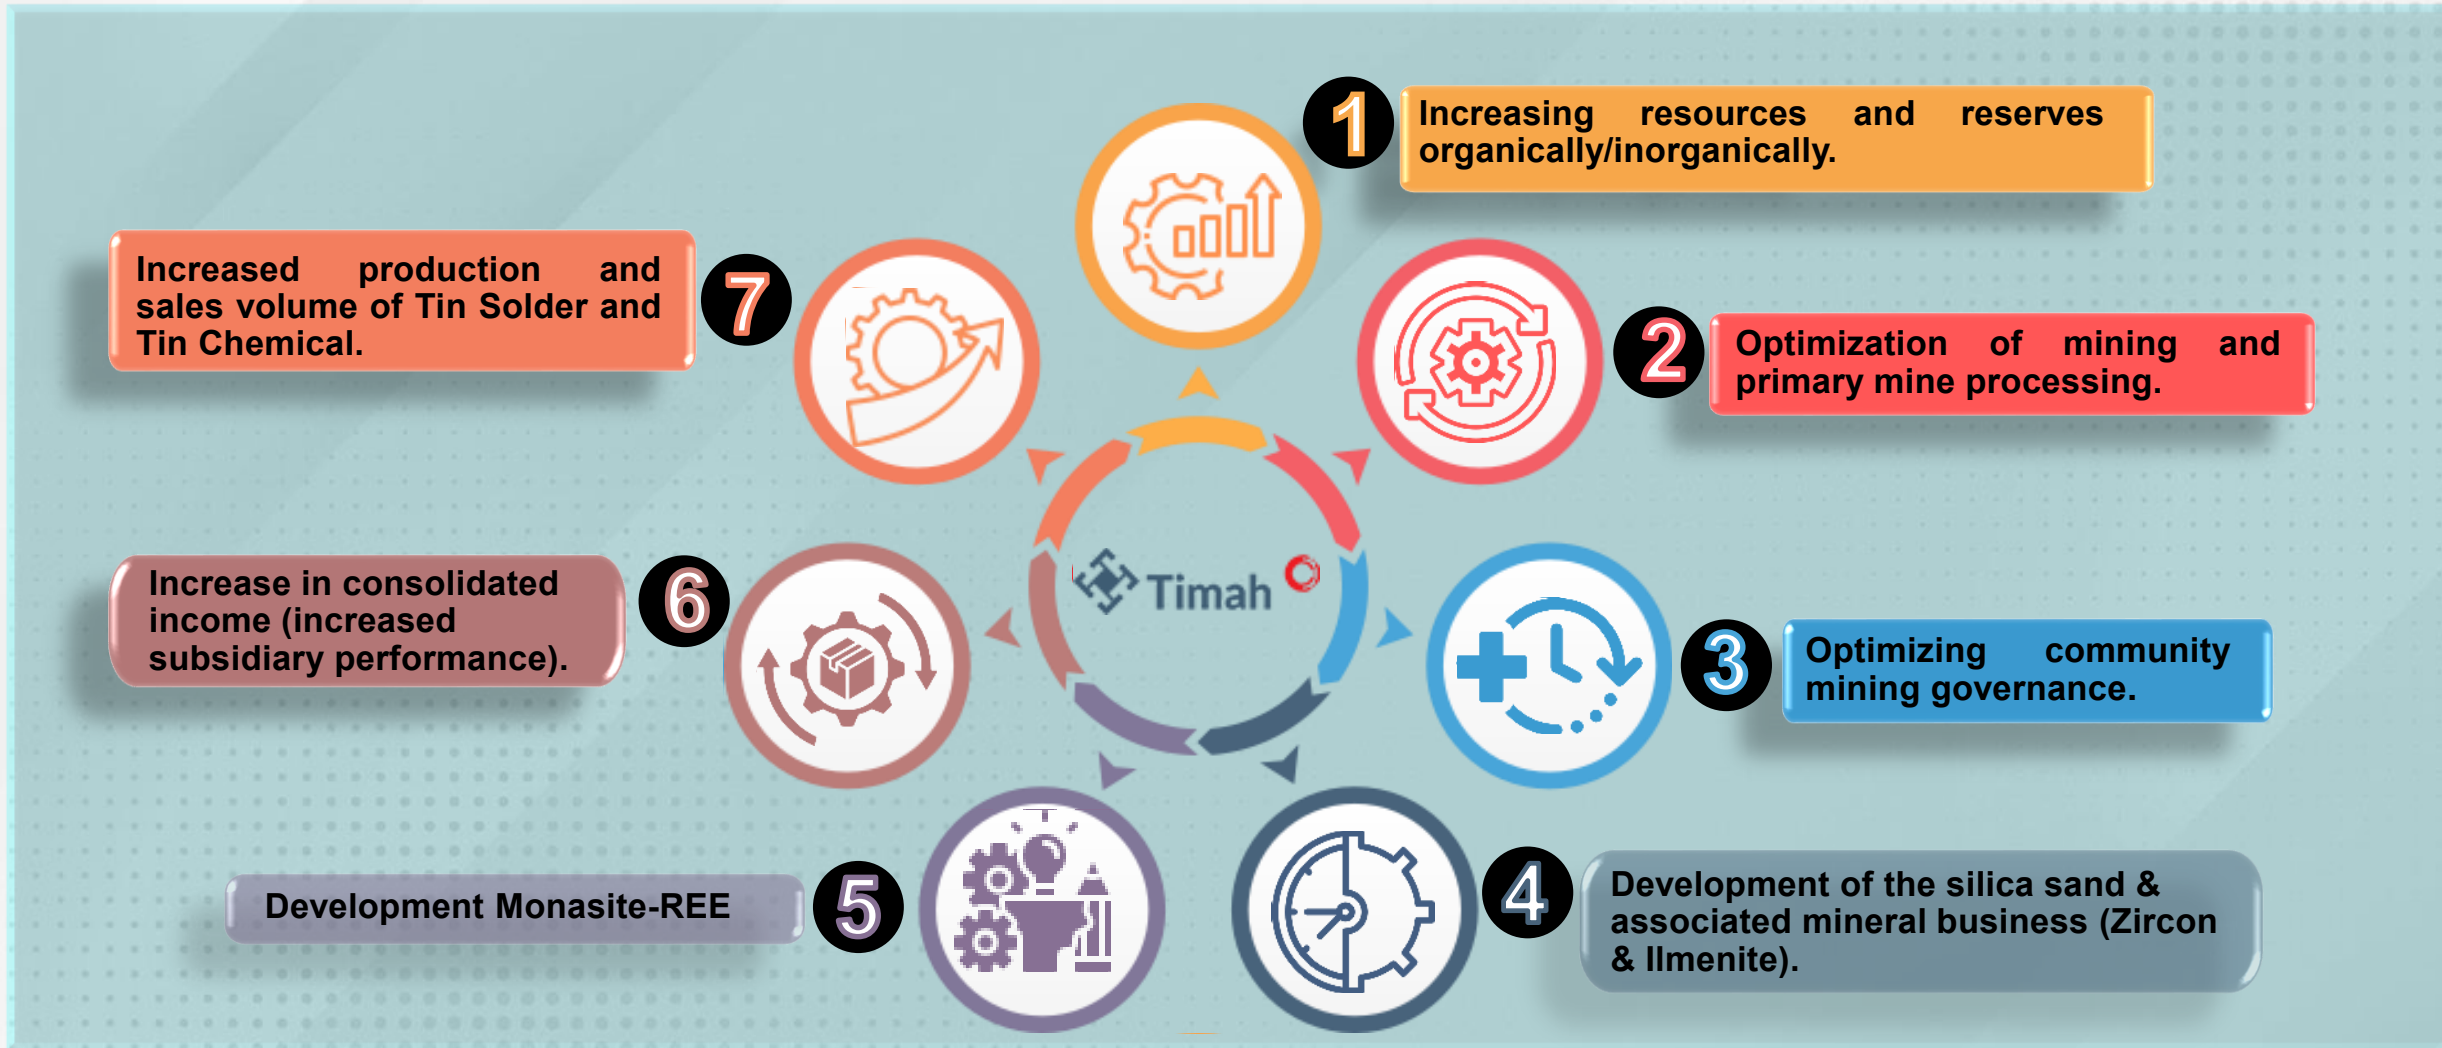 1
Increasing resources and reserves
organically/inorganically.
2
Optimization of mining and
primary mine processing.
3
Optimizing community
mining governance.
4
Development of the silica sand &
associated mineral business (Zircon
& Ilmenite).
5
Development Monasite-REE
6
Increase in consolidated
income (increased
subsidiary performance).
7
Increased production and
sales volume of Tin Solder and
Tin Chemical.
Timah